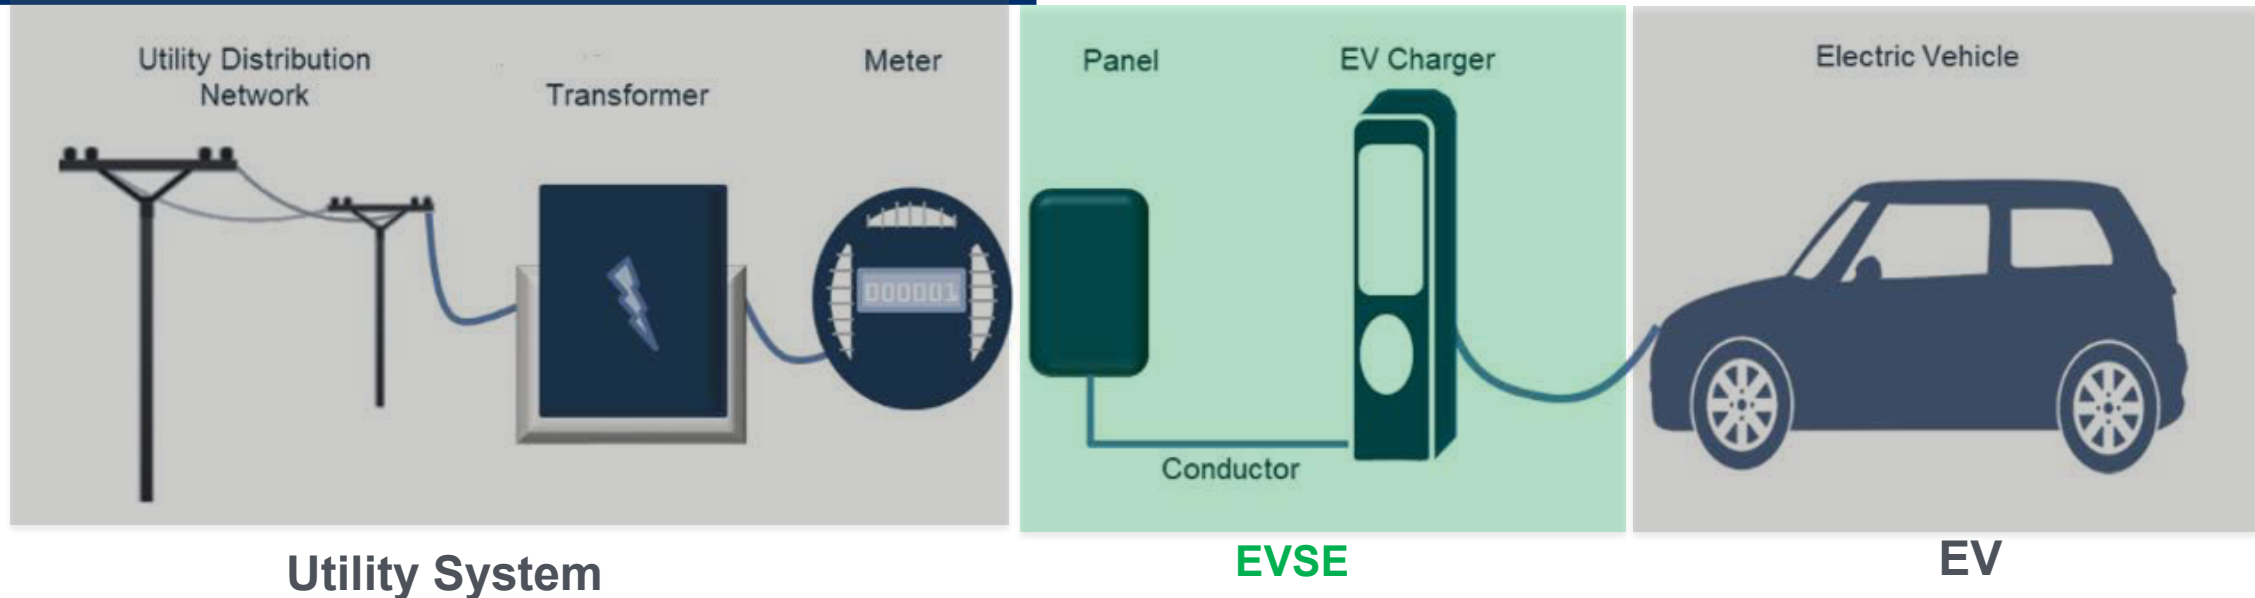 Utility Distribution
Network
Transformer
Meter
000001
Panel
EV Charger
Conductor
Electric Vehicle
Utility System
EVSE
EV